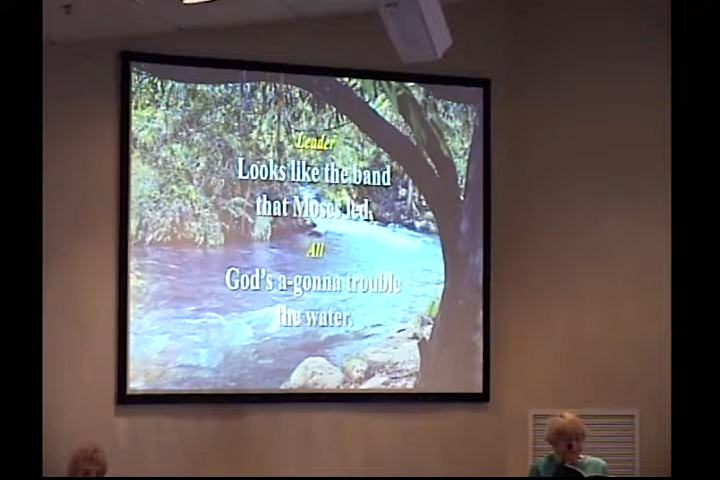 Leader
Looks like the band
that Moses led,
All
God's a-gonna trouble
the water.